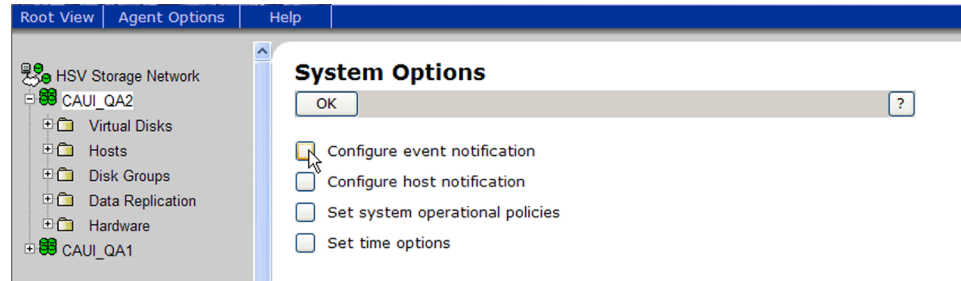 Root View Agent Options Help
HSV Storage Network
CAUI_QA2
Virtual Disks
Hosts
Disk Groups
Data Replication
Hardware
CAUI_QA1
System Options
OK ?
Configure event notification
Configure host notification
Set system operational policies
Set time options